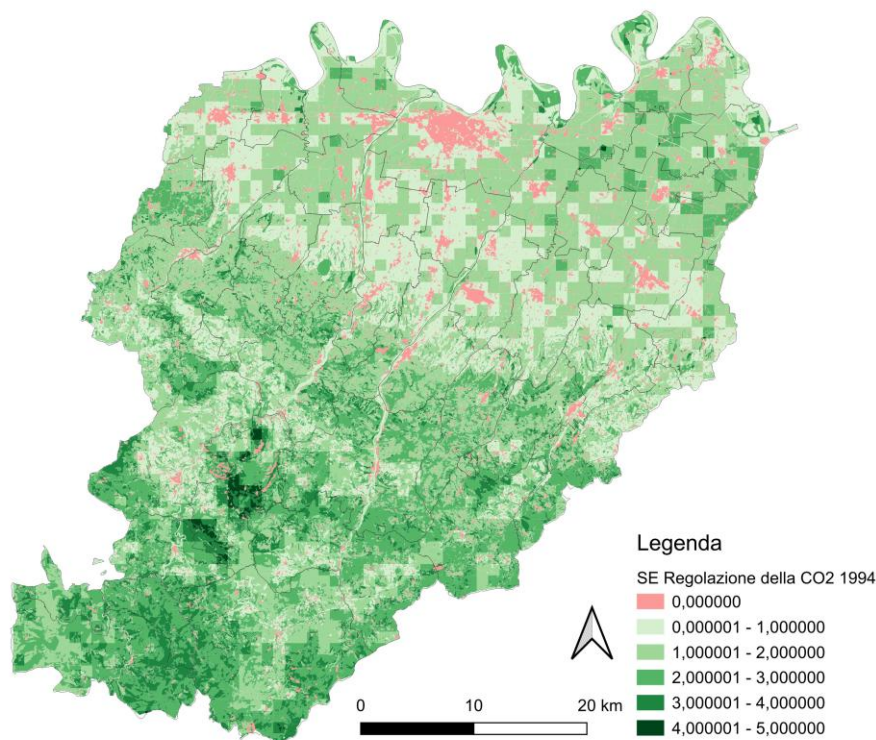 Legenda
SE Regolazione della CO2 1994
0,000000
0,000001 - 1,000000
1,000001 - 2,000000
2,000001 - 3,000000
3,000001 - 4,000000
4,000001 - 5,000000
0 10 20 km